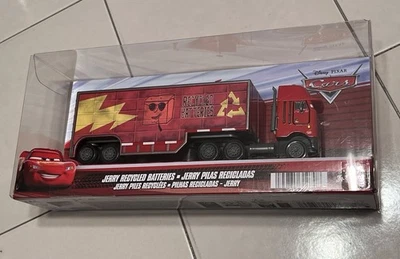 DISNEY · PIXAR
Cars
RECYCLED
BATTERIES
JERRY RECYCLED BATTERIES • JERRY PILAS RECICLADAS
JERRY PILES RECYCLÉES • PILHAS RECICLADAS - JERRY